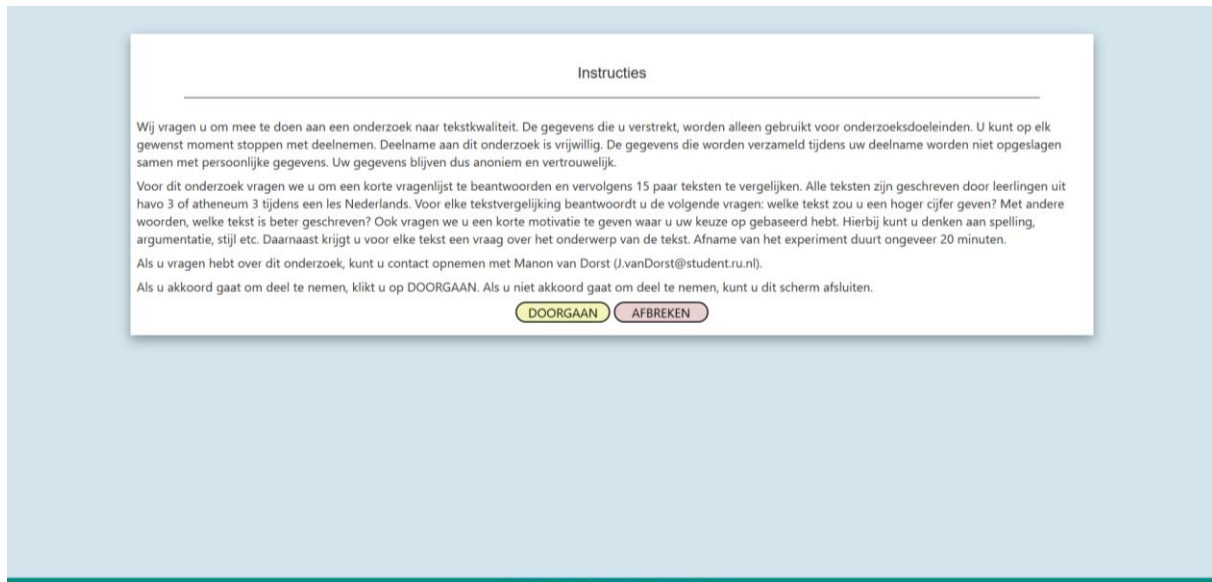 Instructies
Wij vragen u om mee te doen aan een onderzoek naar tekstkwaliteit. De gegevens die u verstrekt, worden alleen gebruikt voor onderzoeksdoeleinden. U kunt op elk
gewenst moment stoppen met deelnemen. Deelname aan dit onderzoek is vrijwillig. De gegevens die worden verzameld tijdens uw deelname worden niet opgeslagen
samen met persoonlijke gegevens. Uw gegevens blijven dus anoniem en vertrouwelijk.
Voor dit onderzoek vragen we u om een korte vragenlijst te beantwoorden en vervolgens 15 paar teksten te vergelijken. Alle teksten zijn geschreven door leerlingen uit
havo 3 of atheneum 3 tijdens een les Nederlands. Voor elke tekstvergelijking beantwoordt u de volgende vragen: welke tekst zou u een hoger cijfer geven? Met andere
woorden, welke tekst is beter geschreven? Ook vragen we u een korte motivatie te geven waar u uw keuze op gebaseerd hebt. Hierbij kunt u denken aan spelling,
argumentatie, stijl etc. Daarnaast krijgt u voor elke tekst een vraag over het onderwerp van de tekst. Afname van het experiment duurt ongeveer 20 minuten.
Als u vragen hebt over dit onderzoek, kunt u contact opnemen met Manon van Dorst (J.vanDorst@student.ru.nl).
Als u akkoord gaat om deel te nemen, klikt u op DOORGAAN. Als u niet akkoord gaat om deel te nemen, kunt u dit scherm afsluiten.
DOORGAAN AFBREKEN